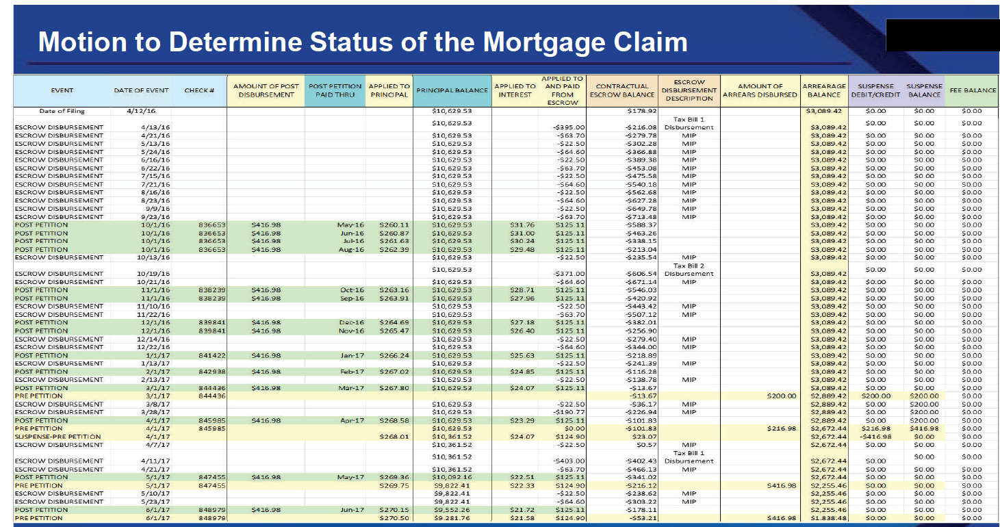 Motion to Determine Status of the Mortgage Claim
EVENT DATE OF EVENT CHECK # AMOUNT OF POST DISBURSEMENT POST PETITION PAID THRU APPLIED TO PRINCIPAL PRINCIPAL BALANCE APPLIED TO INTEREST APPLIED TO AND PAID FROM ESCROW CONTRACTUAL ESCROW BALANCE ESCROW DISBURSEMENT DESCRIPTION AMOUNT OF ARREARS DISBURSED ARREARAGE BALANCE SUSPENSE DEBIT/CREDIT SUSPENSE BALANCE FEE BALANCE
Date of Filing 4/12/16 $10,629.53 $178.92 $3,089.42 $0.00 $0.00 $0.00
ESCROW DISBURSEMENT 4/13/16 $10,629.53 -$395.00 -$216.08 Tax Bill 1 Disbursement $3,089.42 $0.00 $0.00 $0.00
ESCROW DISBURSEMENT 4/21/16 $10,629.53 -$63.70 -$279.78 MIP $3,089.42 $0.00 $0.00 $0.00
ESCROW DISBURSEMENT 5/13/16 $10,629.53 -$22.50 -$302.28 MIP $3,089.42 $0.00 $0.00 $0.00
ESCROW DISBURSEMENT 5/24/16 $10,629.53 -$64.60 -$366.88 MIP $3,089.42 $0.00 $0.00 $0.00
ESCROW DISBURSEMENT 6/16/16 $10,629.53 -$22.50 -$389.38 MIP $3,089.42 $0.00 $0.00 $0.00
ESCROW DISBURSEMENT 6/22/16 $10,629.53 -$63.70 -$453.08 MIP $3,089.42 $0.00 $0.00 $0.00
ESCROW DISBURSEMENT 7/15/16 $10,629.53 -$22.50 -$475.58 MIP $3,089.42 $0.00 $0.00 $0.00
ESCROW DISBURSEMENT 7/21/16 $10,629.53 -$64.60 -$540.18 MIP $3,089.42 $0.00 $0.00 $0.00
ESCROW DISBURSEMENT 8/16/16 $10,629.53 -$22.50 -$562.68 MIP $3,089.42 $0.00 $0.00 $0.00
ESCROW DISBURSEMENT 8/23/16 $10,629.53 -$64.60 -$627.28 MIP $3,089.42 $0.00 $0.00 $0.00
ESCROW DISBURSEMENT 9/9/16 $10,629.53 -$22.50 -$649.78 MIP $3,089.42 $0.00 $0.00 $0.00
ESCROW DISBURSEMENT 9/23/16 $10,629.53 -$63.70 -$713.48 MIP $3,089.42 $0.00 $0.00 $0.00
POST PETITION 10/1/16 836653 $416.98 May-16 $260.11 $10,629.53 $31.76 $125.11 -$588.37 $3,089.42 $0.00 $0.00 $0.00
POST PETITION 10/1/16 836653 $416.98 Jun-16 $260.87 $10,629.53 $31.00 $125.11 -$463.26 $3,089.42 $0.00 $0.00 $0.00
POST PETITION 10/1/16 836653 $416.98 Jul-16 $261.63 $10,629.53 $30.24 $125.11 -$338.15 $3,089.42 $0.00 $0.00 $0.00
POST PETITION 10/1/16 836653 $416.98 Aug-16 $262.39 $10,629.53 $29.48 $125.11 -$213.04 $3,089.42 $0.00 $0.00 $0.00
ESCROW DISBURSEMENT 10/13/16 $10,629.53 -$22.50 -$235.54 MIP $3,089.42 $0.00 $0.00 $0.00
ESCROW DISBURSEMENT 10/19/16 $10,629.53 -$371.00 -$606.54 Tax Bill 2 Disbursement $3,089.42 $0.00 $0.00 $0.00
ESCROW DISBURSEMENT 10/21/16 $10,629.53 -$64.60 -$671.14 MIP $3,089.42 $0.00 $0.00 $0.00
POST PETITION 11/1/16 838239 $416.98 Oct-16 $263.16 $10,629.53 $28.71 $125.11 -$546.03 $3,089.42 $0.00 $0.00 $0.00
POST PETITION 11/1/16 838239 $416.98 Sep-16 $263.91 $10,629.53 $27.96 $125.11 -$420.92 $3,089.42 $0.00 $0.00 $0.00
ESCROW DISBURSEMENT 11/10/16 $10,629.53 -$22.50 -$443.42 MIP $3,089.42 $0.00 $0.00 $0.00
ESCROW DISBURSEMENT 11/22/16 $10,629.53 -$63.70 -$507.12 MIP $3,089.42 $0.00 $0.00 $0.00
POST PETITION 12/1/16 839841 $416.98 Dec-16 $264.69 $10,629.53 $27.18 $125.11 -$382.01 $3,089.42 $0.00 $0.00 $0.00
POST PETITION 12/1/16 839841 $416.98 Nov-16 $265.47 $10,629.53 $26.40 $125.11 -$256.90 $3,089.42 $0.00 $0.00 $0.00
ESCROW DISBURSEMENT 12/14/16 $10,629.53 -$22.50 -$279.40 MIP $3,089.42 $0.00 $0.00 $0.00
ESCROW DISBURSEMENT 12/22/16 $10,629.53 -$64.60 -$344.00 MIP $3,089.42 $0.00 $0.00 $0.00
POST PETITION 1/1/17 841422 $416.98 Jan-17 $266.24 $10,629.53 $25.63 $125.11 -$218.89 $3,089.42 $0.00 $0.00 $0.00
ESCROW DISBURSEMENT 1/13/17 $10,629.53 -$22.50 -$241.39 MIP $3,089.42 $0.00 $0.00 $0.00
POST PETITION 2/1/17 842938 $416.98 Feb-17 $267.02 $10,629.53 $24.85 $125.11 -$116.28 $3,089.42 $0.00 $0.00 $0.00
ESCROW DISBURSEMENT 2/13/17 $10,629.53 -$22.50 -$138.78 MIP $3,089.42 $0.00 $0.00 $0.00
POST PETITION 3/1/17 844436 $416.98 Mar-17 $267.80 $10,629.53 $24.07 $125.11 -$13.67 $3,089.42 $0.00 $0.00 $0.00
PRE PETITION 3/1/17 844436 -$13.67 $200.00 $2,889.42 $200.00 $200.00 $0.00
ESCROW DISBURSEMENT 3/8/17 $10,629.53 -$22.50 -$36.17 MIP $2,889.42 $0.00 $200.00 $0.00
ESCROW DISBURSEMENT 3/28/17 $10,629.53 -$190.77 -$226.94 MIP $2,889.42 $0.00 $200.00 $0.00
POST PETITION 4/1/17 845985 $416.98 Apr-17 $268.58 $10,629.53 $23.29 $125.11 -$101.83 $2,889.42 $0.00 $200.00 $0.00
PRE PETITION 4/1/17 845985 $10,629.53 $0.00 -$101.83 $216.98 $2,672.44 $216.98 $416.98 $0.00
SUSPENSE-PRE PETITION 4/1/17 $268.01 $10,361.52 $24.07 $124.90 $23.07 $2,672.44 -$416.98 $0.00 $0.00
ESCROW DISBURSEMENT 4/7/17 $10,361.52 -$22.50 $0.57 MIP $2,672.44 $0.00 $0.00 $0.00
ESCROW DISBURSEMENT 4/11/17 $10,361.52 -$403.00 -$402.43 Tax Bill 1 Disbursement $2,672.44 $0.00 $0.00 $0.00
ESCROW DISBURSEMENT 4/21/17 $10,361.52 -$63.70 -$466.13 MIP $2,672.44 $0.00 $0.00 $0.00
POST PETITION 5/1/17 847455 $416.98 May-17 $269.36 $10,092.16 $22.51 $125.11 -$341.02 $2,672.44 $0.00 $0.00 $0.00
PRE PETITION 5/1/17 847455 $269.75 $9,822.41 $22.33 $124.90 -$216.12 $416.98 $2,255.46 $0.00 $0.00 $0.00
ESCROW DISBURSEMENT 5/10/17 $9,822.41 -$22.50 -$238.62 MIP $2,255.46 $0.00 $0.00 $0.00
ESCROW DISBURSEMENT 5/23/17 $9,822.41 -$64.60 -$303.22 MIP $2,255.46 $0.00 $0.00 $0.00
POST PETITION 6/1/17 848979 $416.98 Jun-17 $270.15 $9,552.26 $21.72 $125.11 -$178.11 $2,255.46 $0.00 $0.00 $0.00
PRE PETITION 6/1/17 848979 $270.50 $9,281.76 $21.58 $124.90 -$53.21 $416.98 $1,838.48 $0.00 $0.00 $0.00